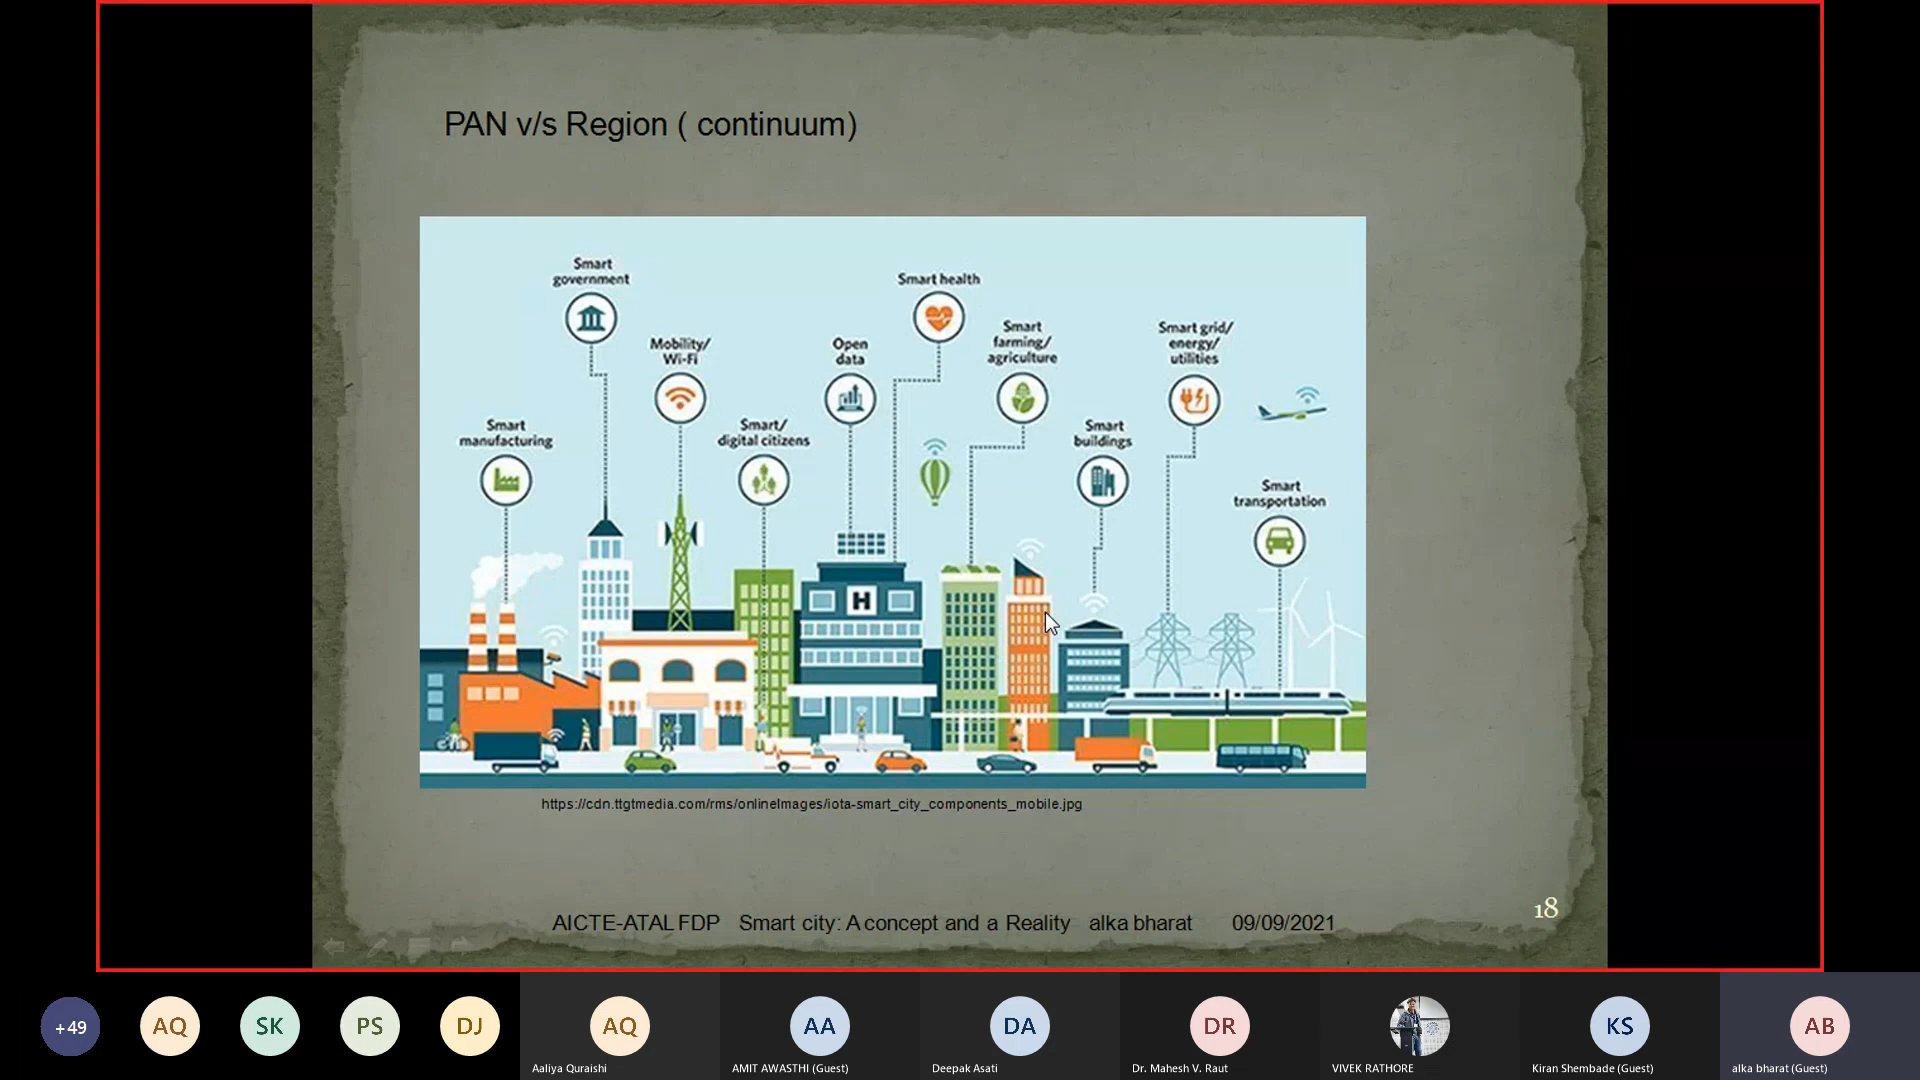 PAN v/s Region ( continuum)
Smart
government
Smart health
Mobility/
Wi-Fi
Open
data
Smart
farming/
agriculture
Smart grid/
energy/
utilities
Smart
manufacturing
Smart/
digital citizens
Smart
buildings
Smart
transportation
H
https://cdn.ttgtmedia.com/rms/onlineImages/iota-smart_city_components_mobile.jpg
18
AICTE-ATAL FDP Smart city: A concept and a Reality alka bharat 09/09/2021
+49
AQ
SK
PS
DJ
AQ
AA
DA
DR
KS
AB
Aaliya Quraishi
AMIT AWASTHI (Guest)
Deepak Asati
Dr. Mahesh V. Raut
VIVEK RATHORE
Kiran Shembade (Guest)
alka bharat (Guest)